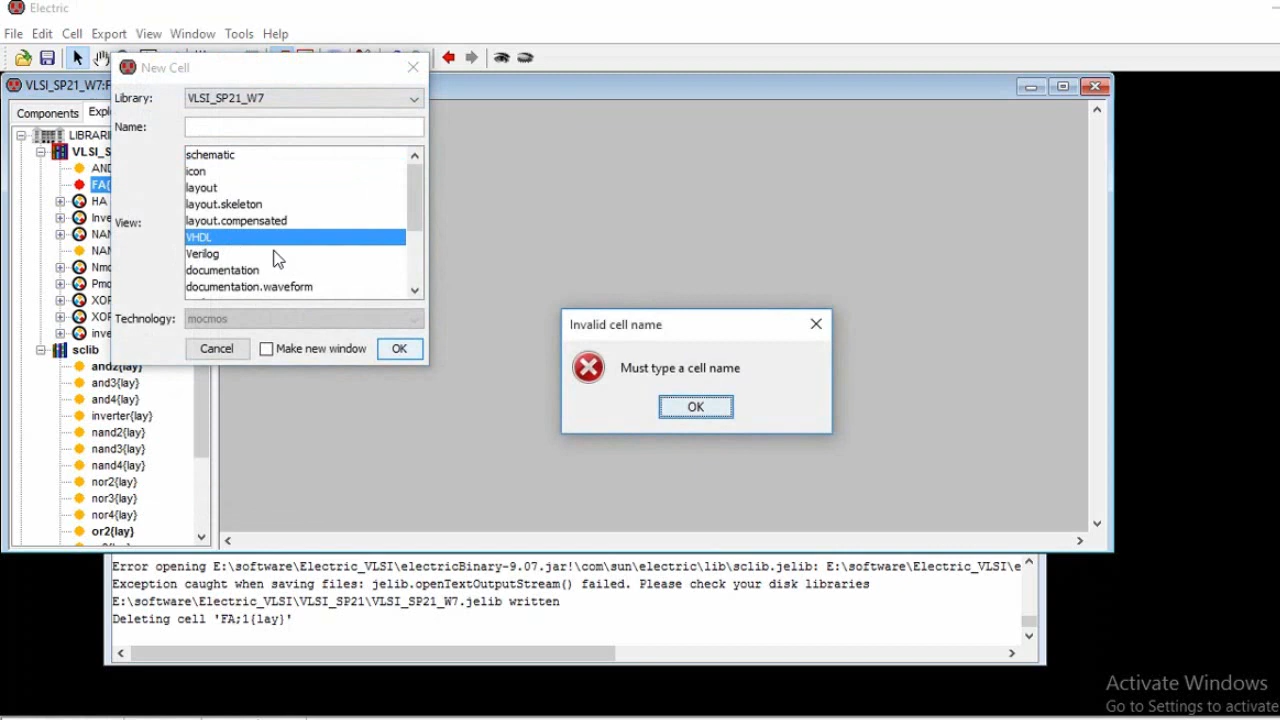 Electric
File Edit Cell Export View Window Tools Help
New Cell
VLSI_SP21_W7:F
Library: VLSI_SP21_W7
Components Expl
Name:
LIBRARI
VLSI_S
AND
FA{
HA
Inve
NAN
NAN
Nmo
Pmo
XOR
XOF
inve
sclib
and2{lay}
and3{lay}
and4{lay}
inverter{lay}
nand2{lay}
nand3{lay}
nand4{lay}
nor2{lay}
nor3{lay}
nor4{lay}
or2{lay}
View:
schematic
icon
layout
layout.skeleton
layout.compensated
VHDL
Verilog
documentation
documentation.waveform
Technology: mocmos
Cancel Make new window OK
Invalid cell name
Must type a cell name
OK
Error opening E:\software\Electric_VLSI\electricBinary-9.07.jar!\com\sun\electric\lib\sclib.jelib: E:\software\Electric_VLSI\e
Exception caught when saving files: jelib.openTextOutputStream() failed. Please check your disk libraries
E:\software\Electric_VLSI\VLSI_SP21\VLSI_SP21_W7.jelib written
Deleting cell 'FA;1{lay}'
Activate Windows
Go to Settings to activate